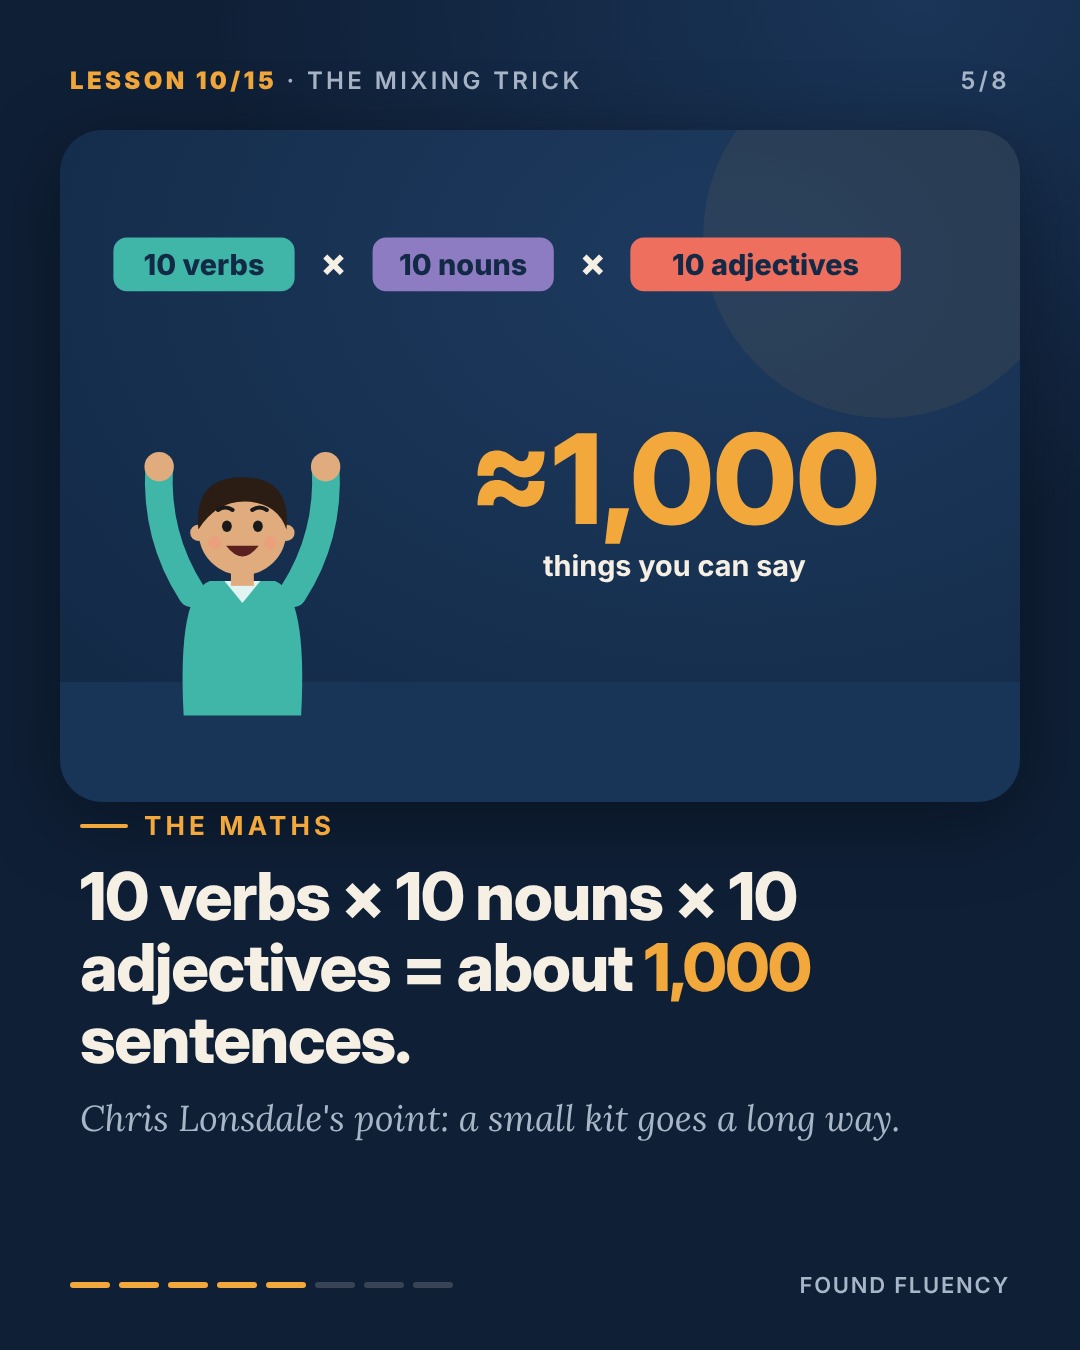 LESSON 10/15 · THE MIXING TRICK
5/8
10 verbs × 10 nouns × 10 adjectives
≈1,000
things you can say
THE MATHS
10 verbs × 10 nouns × 10
adjectives = about 1,000
sentences.
Chris Lonsdale's point: a small kit goes a long way.
FOUND FLUENCY